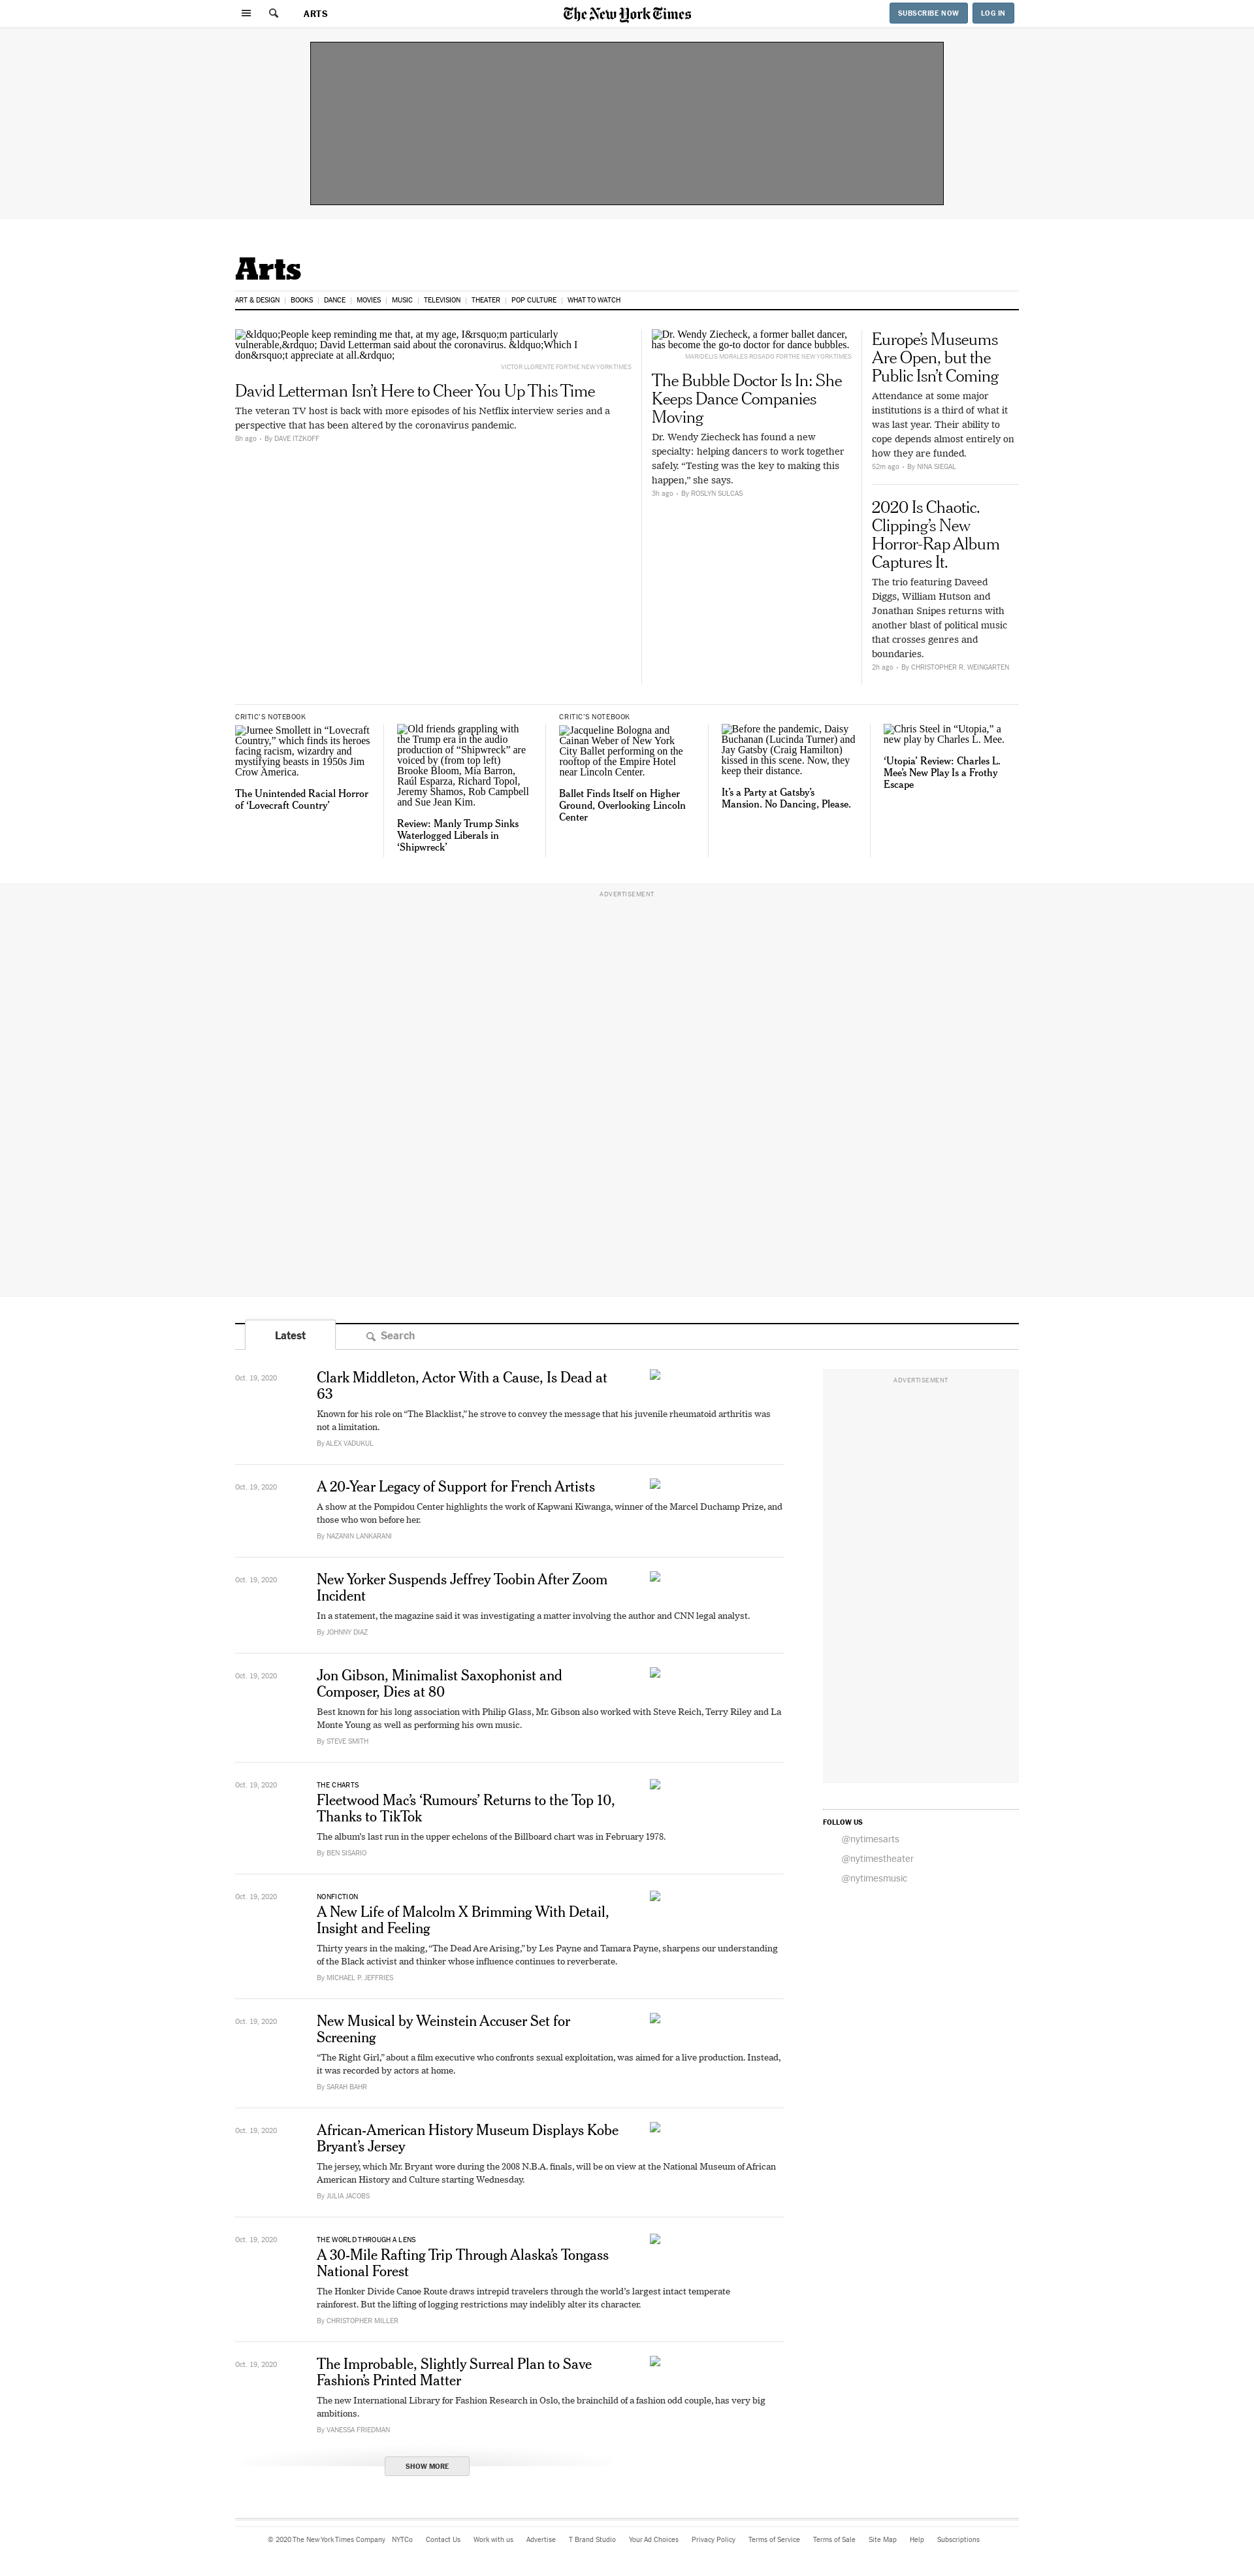 ARTS
The New York Times
SUBSCRIBE NOW
LOG IN
Arts
ART & DESIGN
BOOKS
DANCE
MOVIES
MUSIC
TELEVISION
THEATER
POP CULTURE
WHAT TO WATCH
&ldquo;People keep reminding me that, at my age, I&rsquo;m particularly
vulnerable,&rdquo; David Letterman said about the coronavirus. &ldquo;Which I
don&rsquo;t appreciate at all.&rdquo;
VICTOR LLORENTE FOR THE NEW YORK TIMES
David Letterman Isn’t Here to Cheer You Up This Time
The veteran TV host is back with more episodes of his Netflix interview series and a
perspective that has been altered by the coronavirus pandemic.
8h ago • By DAVE ITZKOFF
Dr. Wendy Ziecheck, a former ballet dancer,
has become the go-to doctor for dance bubbles.
MARIDELIS MORALES ROSADO FOR THE NEW YORK TIMES
The Bubble Doctor Is In: She
Keeps Dance Companies
Moving
Dr. Wendy Ziecheck has found a new
specialty: helping dancers to work together
safely. “Testing was the key to making this
happen,” she says.
3h ago • By ROSLYN SULCAS
Europe’s Museums
Are Open, but the
Public Isn’t Coming
Attendance at some major
institutions is a third of what it
was last year. Their ability to
cope depends almost entirely on
how they are funded.
52m ago • By NINA SIEGAL
2020 Is Chaotic.
Clipping’s New
Horror-Rap Album
Captures It.
The trio featuring Daveed
Diggs, William Hutson and
Jonathan Snipes returns with
another blast of political music
that crosses genres and
boundaries.
2h ago • By CHRISTOPHER R. WEINGARTEN
CRITIC’S NOTEBOOK
Jurnee Smollett in “Lovecraft
Country,” which finds its heroes
facing racism, wizardry and
mystifying beasts in 1950s Jim
Crow America.
The Unintended Racial Horror
of ‘Lovecraft Country’
Old friends grappling with
the Trump era in the audio
production of “Shipwreck” are
voiced by (from top left)
Brooke Bloom, Mia Barron,
Raúl Esparza, Richard Topol,
Jeremy Shamos, Rob Campbell
and Sue Jean Kim.
Review: Manly Trump Sinks
Waterlogged Liberals in
‘Shipwreck’
CRITIC’S NOTEBOOK
Jacqueline Bologna and
Cainan Weber of New York
City Ballet performing on the
rooftop of the Empire Hotel
near Lincoln Center.
Ballet Finds Itself on Higher
Ground, Overlooking Lincoln
Center
Before the pandemic, Daisy
Buchanan (Lucinda Turner) and
Jay Gatsby (Craig Hamilton)
kissed in this scene. Now, they
keep their distance.
It’s a Party at Gatsby’s
Mansion. No Dancing, Please.
Chris Steel in “Utopia,” a
new play by Charles L. Mee.
‘Utopia’ Review: Charles L.
Mee’s New Play Is a Frothy
Escape
ADVERTISEMENT
Latest
Search
Oct. 19, 2020
Clark Middleton, Actor With a Cause, Is Dead at
63
Known for his role on “The Blacklist,” he strove to convey the message that his juvenile rheumatoid arthritis was
not a limitation.
By ALEX VADUKUL
Oct. 19, 2020
A 20-Year Legacy of Support for French Artists
A show at the Pompidou Center highlights the work of Kapwani Kiwanga, winner of the Marcel Duchamp Prize, and
those who won before her.
By NAZANIN LANKARANI
Oct. 19, 2020
New Yorker Suspends Jeffrey Toobin After Zoom
Incident
In a statement, the magazine said it was investigating a matter involving the author and CNN legal analyst.
By JOHNNY DIAZ
Oct. 19, 2020
Jon Gibson, Minimalist Saxophonist and
Composer, Dies at 80
Best known for his long association with Philip Glass, Mr. Gibson also worked with Steve Reich, Terry Riley and La
Monte Young as well as performing his own music.
By STEVE SMITH
Oct. 19, 2020
THE CHARTS
Fleetwood Mac’s ‘Rumours’ Returns to the Top 10,
Thanks to TikTok
The album’s last run in the upper echelons of the Billboard chart was in February 1978.
By BEN SISARIO
Oct. 19, 2020
NONFICTION
A New Life of Malcolm X Brimming With Detail,
Insight and Feeling
Thirty years in the making, “The Dead Are Arising,” by Les Payne and Tamara Payne, sharpens our understanding
of the Black activist and thinker whose influence continues to reverberate.
By MICHAEL P. JEFFRIES
Oct. 19, 2020
New Musical by Weinstein Accuser Set for
Screening
“The Right Girl,” about a film executive who confronts sexual exploitation, was aimed for a live production. Instead,
it was recorded by actors at home.
By SARAH BAHR
Oct. 19, 2020
African-American History Museum Displays Kobe
Bryant’s Jersey
The jersey, which Mr. Bryant wore during the 2008 N.B.A. finals, will be on view at the National Museum of African
American History and Culture starting Wednesday.
By JULIA JACOBS
Oct. 19, 2020
THE WORLD THROUGH A LENS
A 30-Mile Rafting Trip Through Alaska’s Tongass
National Forest
The Honker Divide Canoe Route draws intrepid travelers through the world’s largest intact temperate
rainforest. But the lifting of logging restrictions may indelibly alter its character.
By CHRISTOPHER MILLER
Oct. 19, 2020
The Improbable, Slightly Surreal Plan to Save
Fashion’s Printed Matter
The new International Library for Fashion Research in Oslo, the brainchild of a fashion odd couple, has very big
ambitions.
By VANESSA FRIEDMAN
SHOW MORE
ADVERTISEMENT
FOLLOW US
@nytimesarts
@nytimestheater
@nytimesmusic
© 2020 The New York Times Company
NYTCo
Contact Us
Work with us
Advertise
T Brand Studio
Your Ad Choices
Privacy Policy
Terms of Service
Terms of Sale
Site Map
Help
Subscriptions